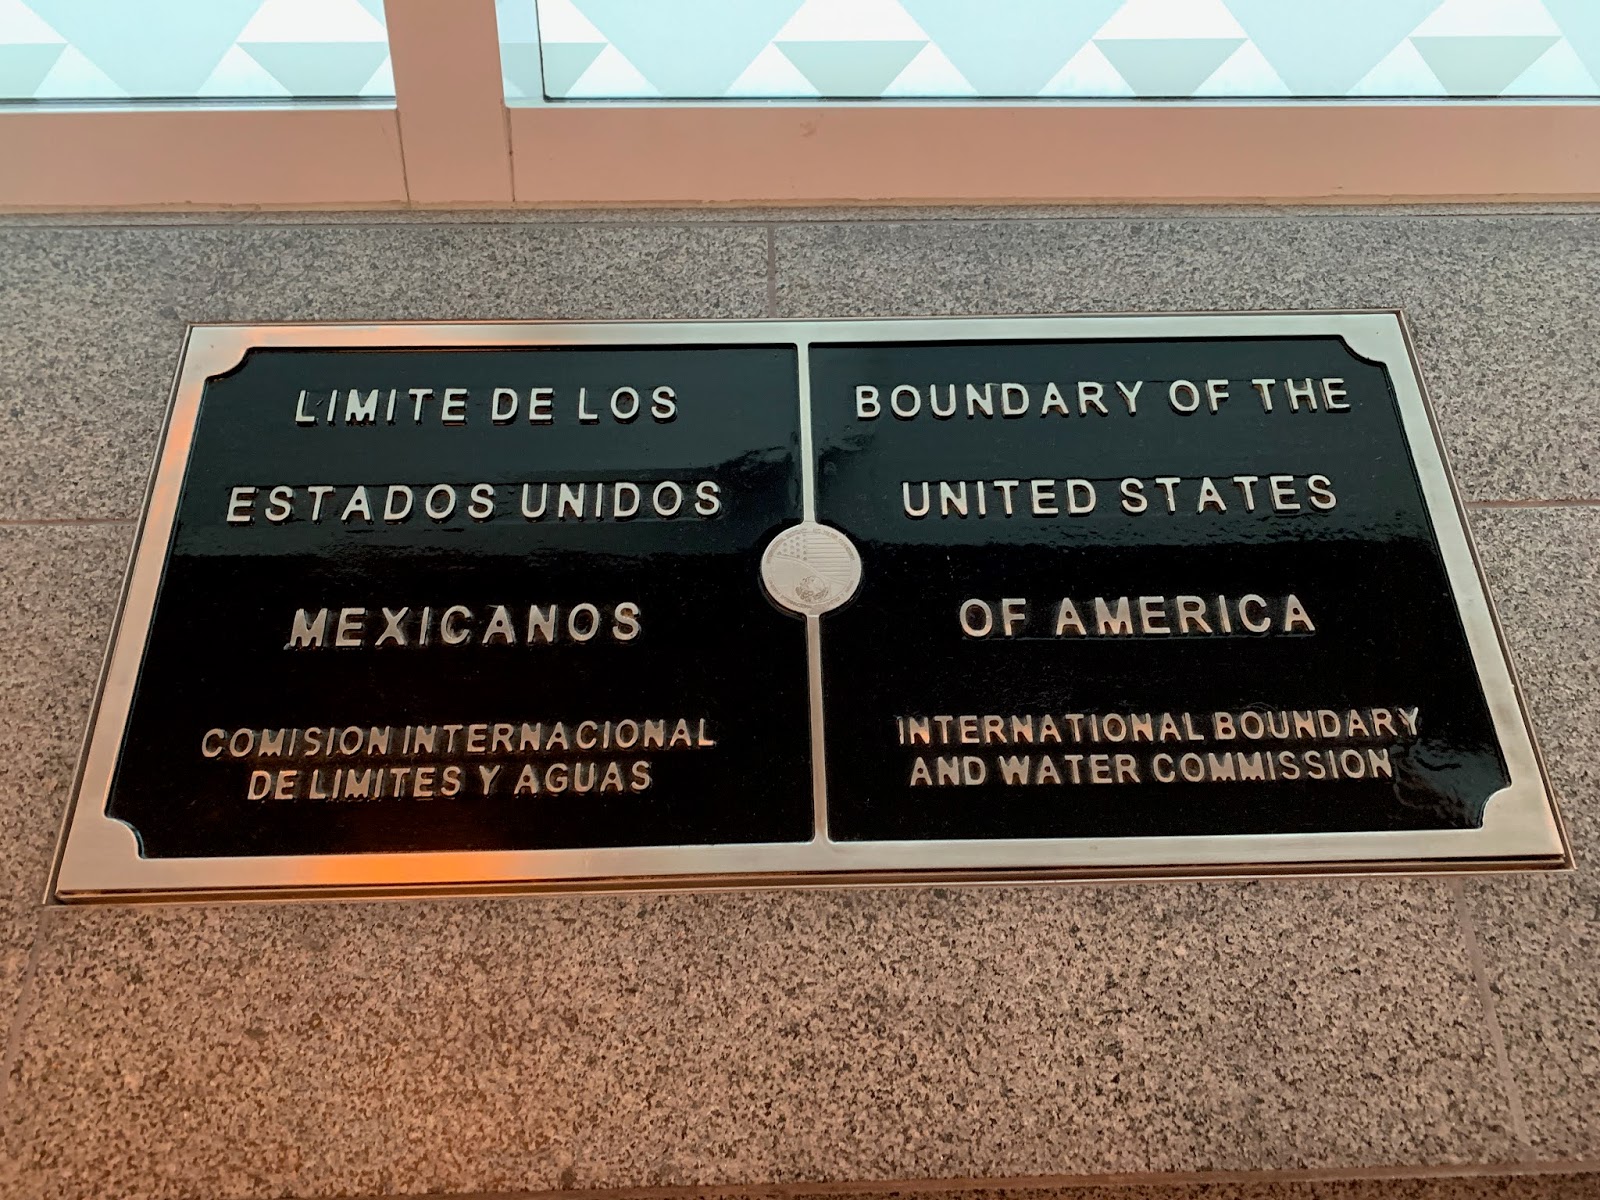 LIMITE DE LOS
ESTADOS UNIDOS
MEXICANOS
COMISION INTERNACIONAL
DE LIMITES Y AGUAS
BOUNDARY OF THE
UNITED STATES
OF AMERICA
INTERNATIONAL BOUNDARY
AND WATER COMMISSION